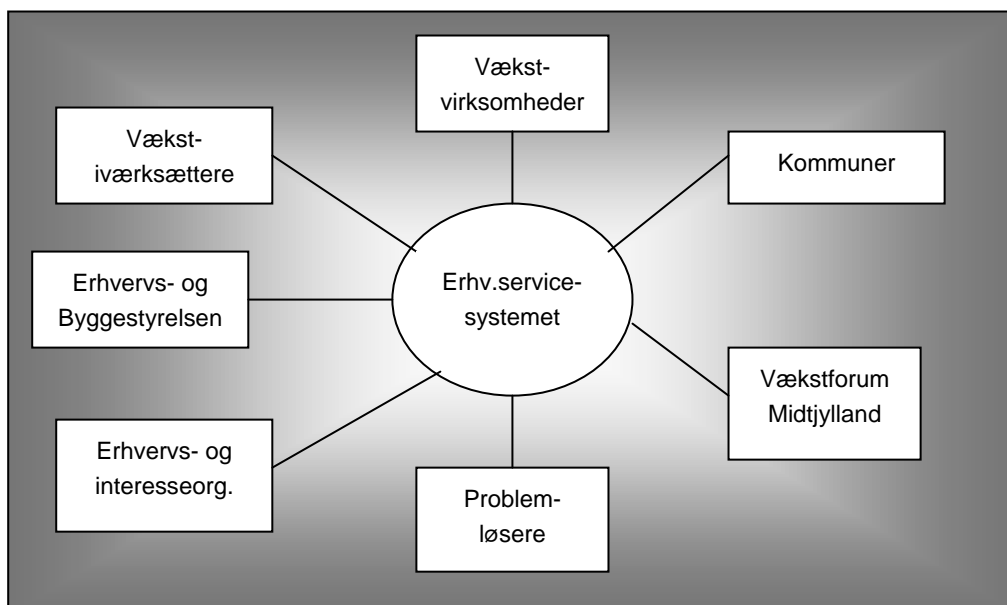 Vækst-
virksomheder
Vækst-
iværksættere
Kommuner
Erhvervs- og
Byggestyrelsen
Erhv.service-
systemet
Vækstforum
Midtjylland
Erhvervs- og
interesseorg.
Problem-
løsere